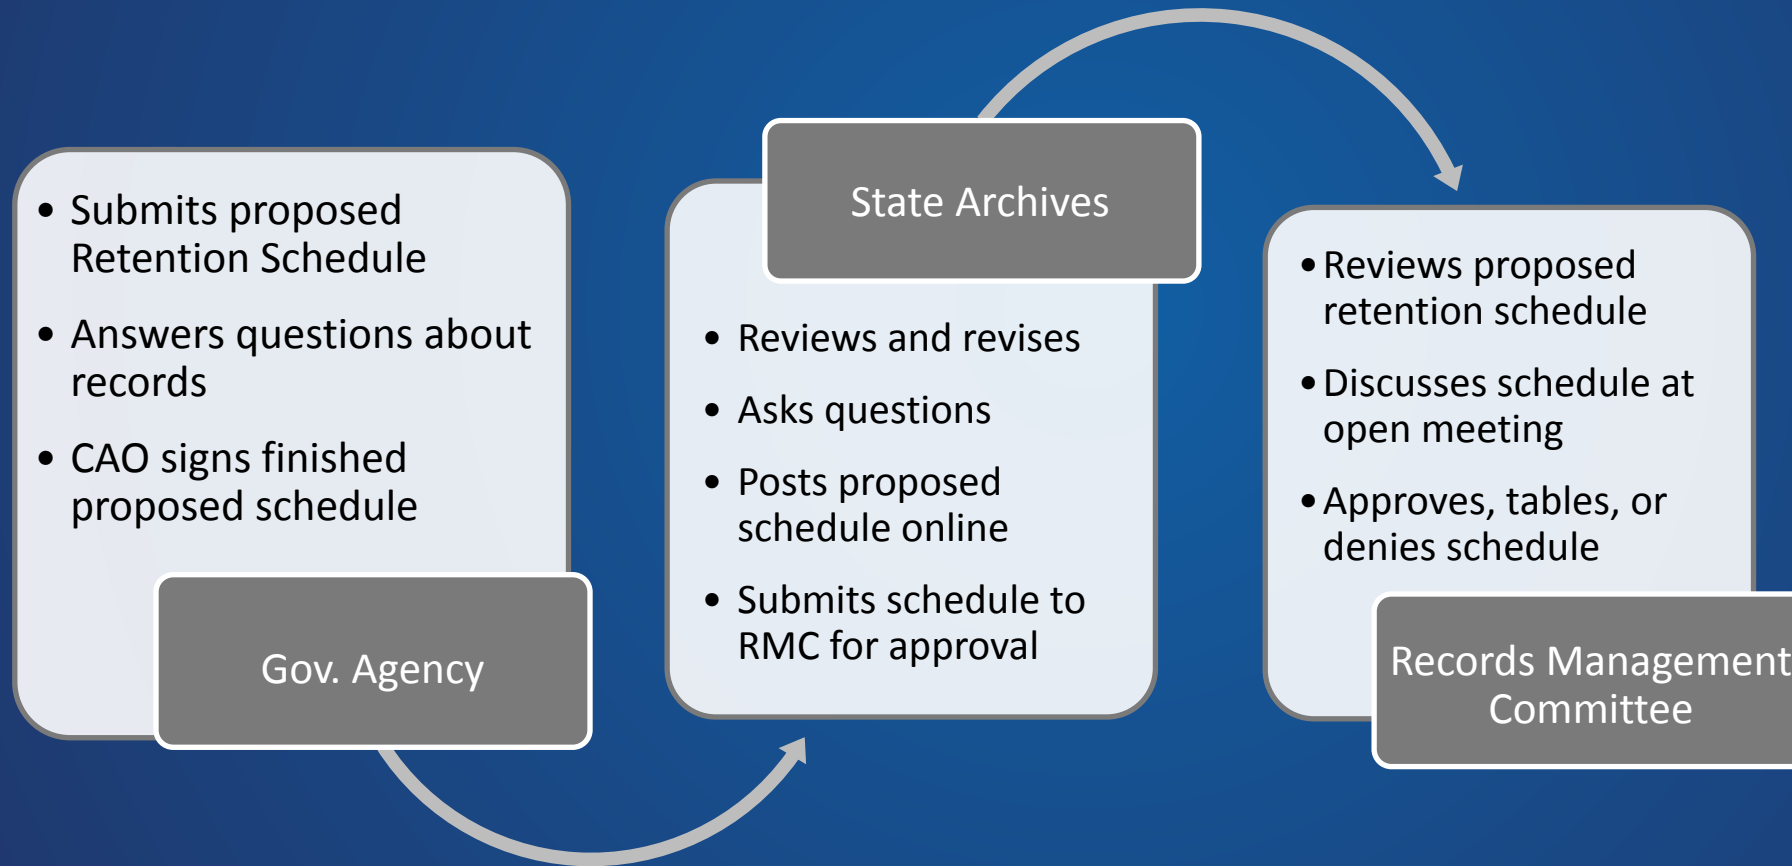 • Submits proposed
Retention Schedule
• Answers questions about
records
• CAO signs finished
proposed schedule
Gov. Agency
State Archives
• Reviews and revises
• Asks questions
• Posts proposed
schedule online
• Submits schedule to
RMC for approval
• Reviews proposed
retention schedule
• Discusses schedule at
open meeting
• Approves, tables, or
denies schedule
Records Management
Committee